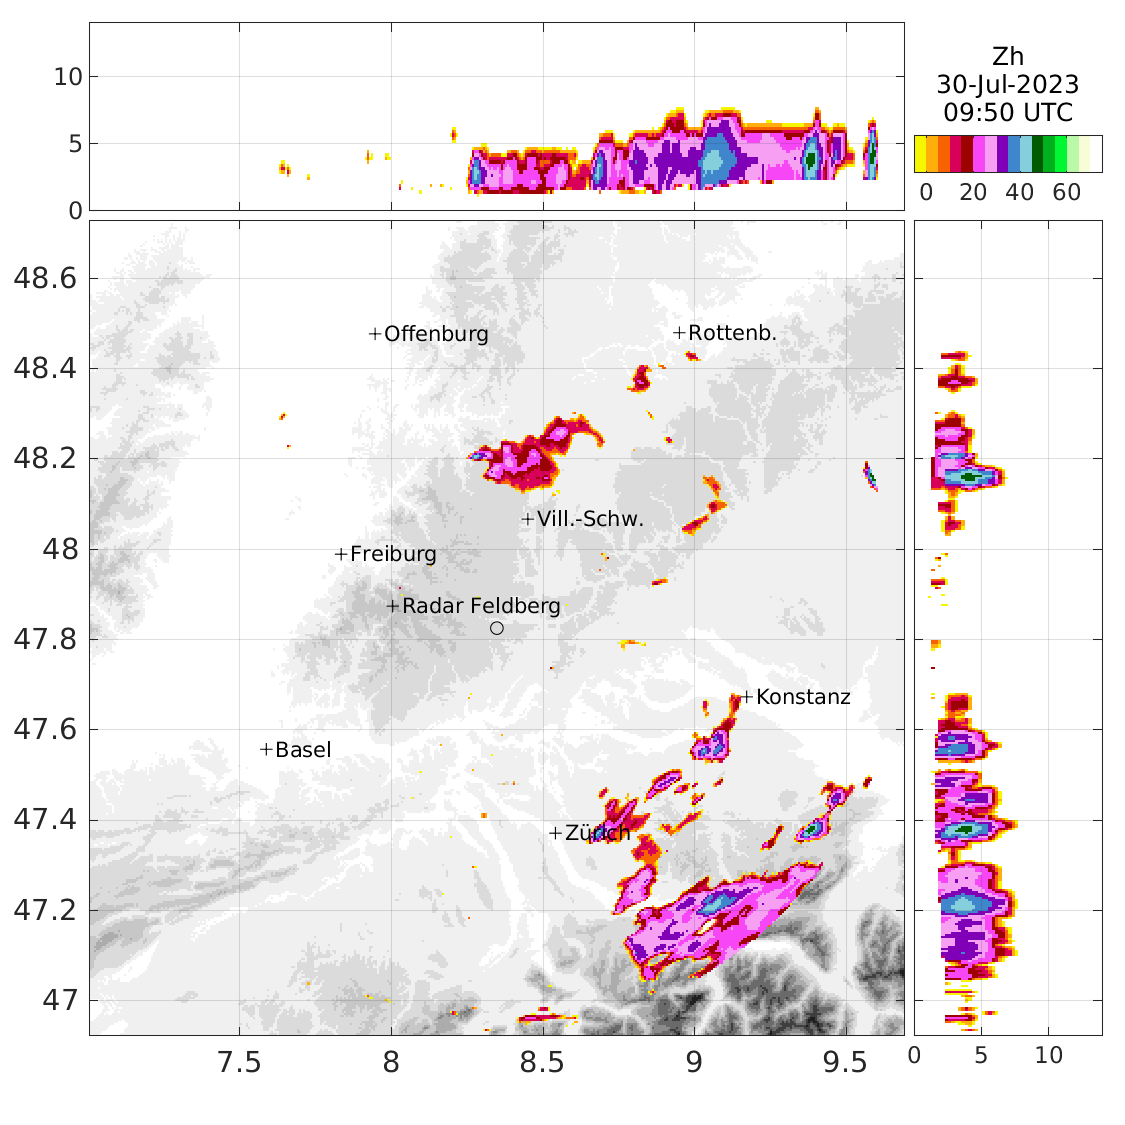 10
5
0
Zh
30-Jul-2023
09:50 UTC
0 20 40 60
48.6
48.4
48.2
48
47.8
47.6
47.4
47.2
47
+Offenburg
+Rottenb.
+Vill.-Schw.
+Freiburg
+Radar Feldberg
+Konstanz
+Basel
+Zürich
7.5 8 8.5 9 9.5
0 5 10